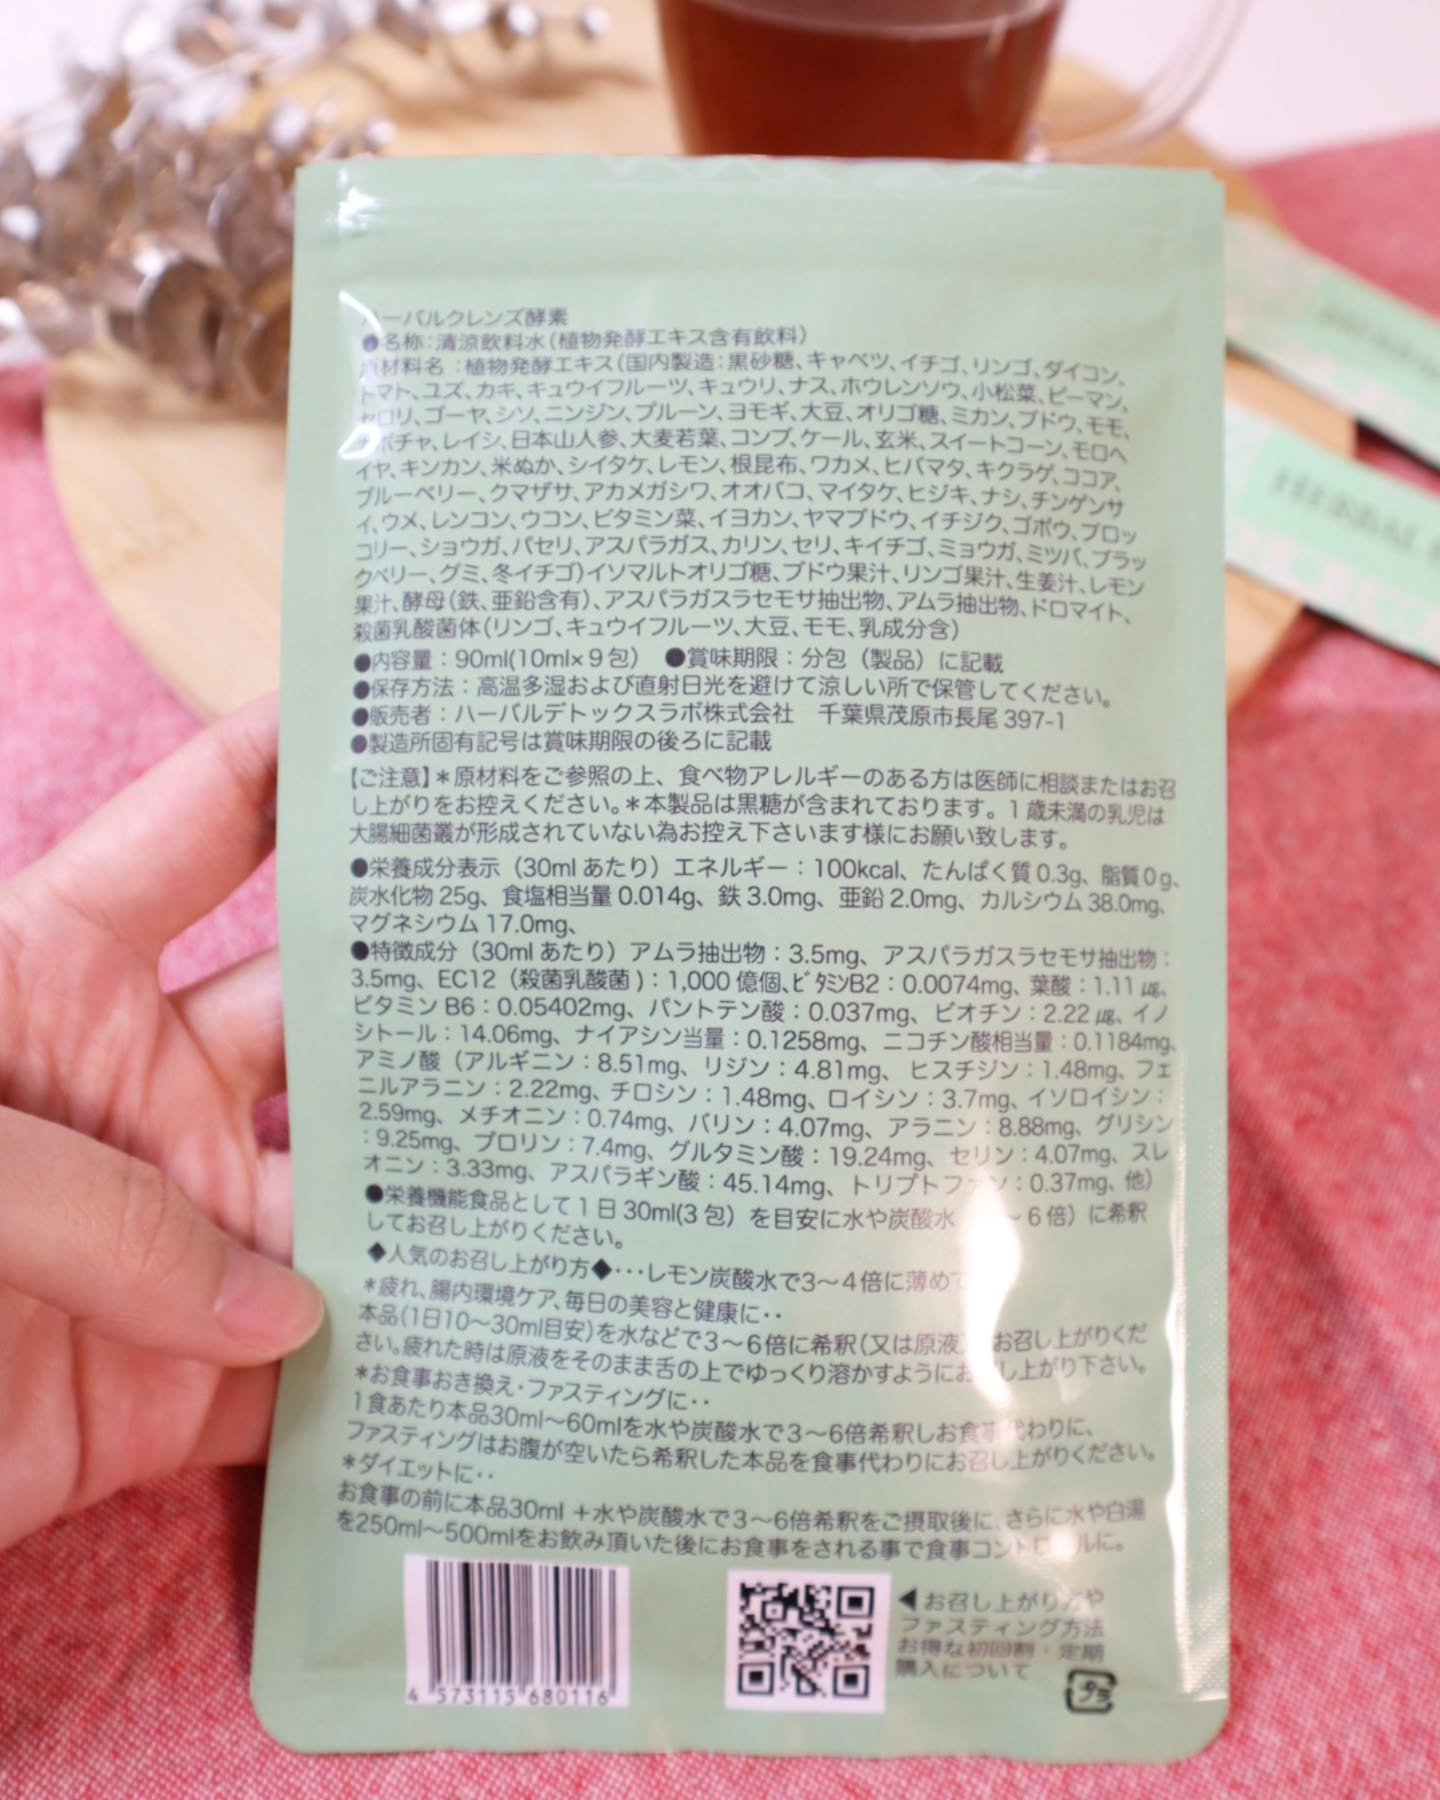 ーバルクレンズ酵素
●名称:清涼飲料水(植物発酵エキス含有飲料)
原材料名:植物発酵エキス(国内製造:黒砂糖、キャベツ、イチゴ、リンゴ、ダイコン、
トマト、ユズ、カキ、キュウイフルーツ、キュウリ、ナス、ホウレンソウ、小松菜、ピーマン、
セロリ、ゴーヤ、シソ、ニンジン、プルーン、ヨモギ、大豆、オリゴ糖、ミカン、ブドウ、モモ、
カボチャ、レイシ、日本山人参、大麦若葉、コンブ、ケール、玄米、スイートコーン、モロヘ
イヤ、キンカン、米ぬか、シイタケ、レモン、根昆布、ワカメ、ヒバマタ、キクラゲ、ココア、
ブルーベリー、クマザサ、アカメガシワ、オオバコ、マイタケ、ヒジキ、ナシ、チンゲンサ
イ、ウメ、レンコン、ウコン、ビタミン菜、イヨカン、ヤマブドウ、イチジク、ゴボウ、ブロッ
コリー、ショウガ、パセリ、アスパラガス、カリン、セリ、キイチゴ、ミョウガ、ミツバ、ブラッ
クベリー、グミ、冬イチゴ)イソマルトオリゴ糖、ブドウ果汁、リンゴ果汁、生姜汁、レモン
果汁、酵母(鉄、亜鉛含有)、アスパラガスラセモサ抽出物、アムラ抽出物、ドロマイト、
殺菌乳酸菌体(リンゴ、キュウイフルーツ、大豆、モモ、乳成分含)
●内容量:90ml(10ml×9包) ●賞味期限:分包(製品)に記載
●保存方法:高温多湿および直射日光を避けて涼しい所で保管してください。
●販売者:ハーバルデトックスラボ株式会社 千葉県茂原市長尾397-1
●製造所固有記号は賞味期限の後ろに記載
【ご注意】*原材料をご参照の上、食べ物アレルギーのある方は医師に相談またはお召
し上がりをお控えください。*本製品は黒糖が含まれております。1歳未満の乳児は
大腸細菌叢が形成されていない為お控え下さいます様にお願い致します。
●栄養成分表示(30mlあたり)エネルギー:100kcal、たんぱく質0.3g、脂質0g、
炭水化物25g、食塩相当量0.014g、鉄3.0mg、亜鉛2.0mg、カルシウム38.0mg、
マグネシウム17.0mg、
●特徴成分(30mlあたり)アムラ抽出物:3.5mg、アスパラガスラセモサ抽出物:
3.5mg、EC12(殺菌乳酸菌):1,000億個、ビタミンB2:0.0074mg、葉酸:1.11㎍、
ビタミンB6:0.05402mg、パントテン酸:0.037mg、ビオチン:2.22㎍、イノ
シトール:14.06mg、ナイアシン当量:0.1258mg、ニコチン酸相当量:0.1184mg、
アミノ酸(アルギニン:8.51mg、リジン:4.81mg、ヒスチジン:1.48mg、フェ
ニルアラニン:2.22mg、チロシン:1.48mg、ロイシン:3.7mg、イソロイシン:
2.59mg、メチオニン:0.74mg、バリン:4.07mg、アラニン:8.88mg、グリシン
:9.25mg、プロリン:7.4mg、グルタミン酸:19.24mg、セリン:4.07mg、スレ
オニン:3.33mg、アスパラギン酸:45.14mg、トリプトファン:0.37mg、他)
●栄養機能食品として1日30ml(3包)を目安に水や炭酸水 ~6倍)に希釈
してお召し上がりください。
◆人気のお召し上がり方◆・・・レモン炭酸水で3~4倍に薄めて
*疲れ、腸内環境ケア、毎日の美容と健康に・・
本品(1日10~30ml目安)を水などで3~6倍に希釈(又は原液)お召し上がりくだ
さい。疲れた時は原液をそのまま舌の上でゆっくり溶かすようにお召し上がり下さい。
*お食事おき換え・ファスティングに・・
1食あたり本品30ml~60mlを水や炭酸水で3~6倍希釈しお食事代わりに、
ファスティングはお腹が空いたら希釈した本品を食事代わりにお召し上がりください。
*ダイエットに・・
お食事の前に本品30ml +水や炭酸水で3~6倍希釈をご摂取後に、さらに水や白湯
を250ml~500mlをお飲み頂いた後にお食事をされる事で食事コントロールに。
4 573115 680116
◀お召し上がり方や
ファスティング方法
お得な初回割・定期
購入について
プラ
HERBAL